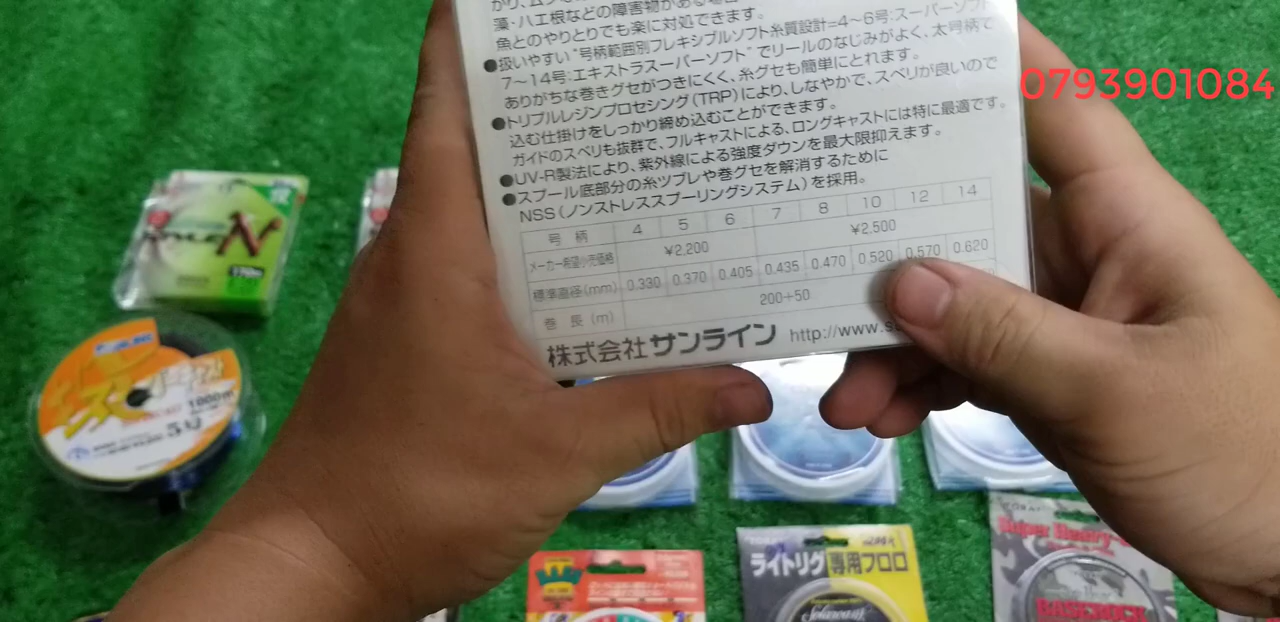 藻・ハエ根などの障害物がある場合
魚とのやりとりでも楽に対処できます。
●扱いやすい"号柄範囲別フレキシブルソフト糸質設計=4〜6号:スーパーソフト
7〜14号:エキストラスーパーソフト"でリールのなじみがよく、太号柄で
ありがちな巻きグセがつきにくく、糸グセも簡単にとれます。
●トリプルレジンプロセシング(TRP)により、しなやかで、スベリが良いので
込む仕掛けをしっかり締め込むことができます。
ガイドのスベリも抜群で、フルキャストによる、ロングキャストには特に最適です。
●UV-R製法により、紫外線による強度ダウンを最大限抑えます。
●スプール底部分の糸ツブレや巻グセを解消するために
NSS(ノンストレススプーリングシステム)を採用。
号 柄 4 5 6 7 8 10 12 14
メーカー希望小売価格 ¥2,200 ¥2,500
標準直径(mm) 0.330 0.370 0.405 0.435 0.470 0.520 0.570 0.620
巻 長(m) 200+50
株式会社サンライン http://www.s
0793901084
1000m
50
ライトリグ 専用フロロ
Super Heavy
BASSJACK